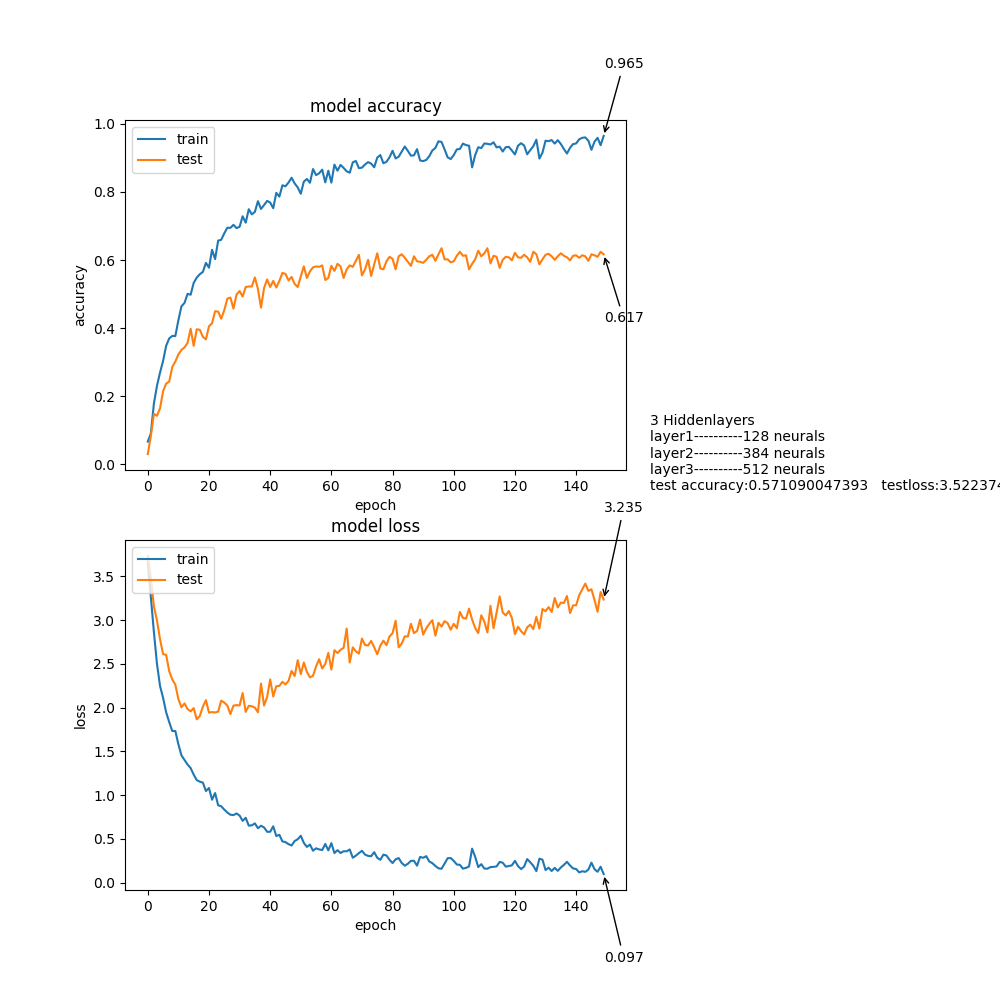 0.965
model accuracy
1.0
0.8
0.6
0.4
0.2
0.0
accuracy
train
test
0.617
0 20 40 60 80 100 120 140
epoch
3 Hiddenlayers
layer1----------128 neurals
layer2----------384 neurals
layer3----------512 neurals
test accuracy:0.571090047393 testloss:3.522374
3.235
model loss
3.5
3.0
2.5
2.0
1.5
1.0
0.5
0.0
loss
train
test
0 20 40 60 80 100 120 140
epoch
0.097